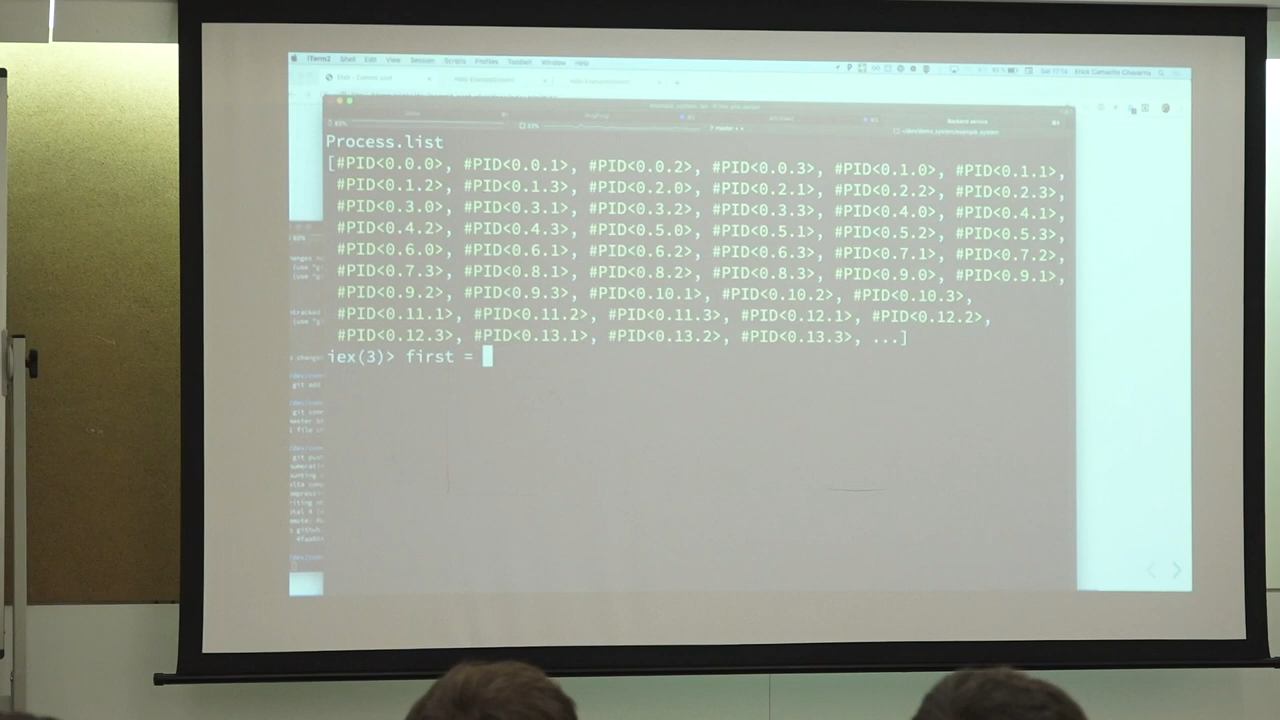 iTerm2 Shell Edit View Session Scripts Profiles Toolbelt Window Help
Process.list
[#PID<0.0.0>, #PID<0.0.1>, #PID<0.0.2>, #PID<0.0.3>, #PID<0.1.0>, #PID<0.1.1>,
#PID<0.1.2>, #PID<0.1.3>, #PID<0.2.0>, #PID<0.2.1>, #PID<0.2.2>, #PID<0.2.3>,
#PID<0.3.0>, #PID<0.3.1>, #PID<0.3.2>, #PID<0.3.3>, #PID<0.4.0>, #PID<0.4.1>,
#PID<0.4.2>, #PID<0.4.3>, #PID<0.5.0>, #PID<0.5.1>, #PID<0.5.2>, #PID<0.5.3>,
#PID<0.6.0>, #PID<0.6.1>, #PID<0.6.2>, #PID<0.6.3>, #PID<0.7.1>, #PID<0.7.2>,
#PID<0.7.3>, #PID<0.8.1>, #PID<0.8.2>, #PID<0.8.3>, #PID<0.9.0>, #PID<0.9.1>,
#PID<0.9.2>, #PID<0.9.3>, #PID<0.10.1>, #PID<0.10.2>, #PID<0.10.3>,
#PID<0.11.1>, #PID<0.11.2>, #PID<0.11.3>, #PID<0.12.1>, #PID<0.12.2>,
#PID<0.12.3>, #PID<0.13.1>, #PID<0.13.2>, #PID<0.13.3>, ...]
iex(3)> first =